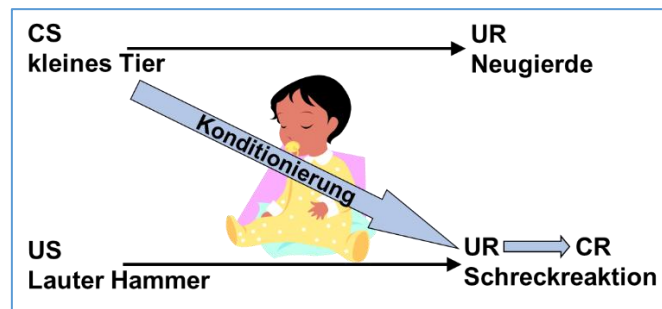 CS
kleines Tier
UR
Neugierde
Konditionierung
US
Lauter Hammer
UR CR
Schreckreaktion